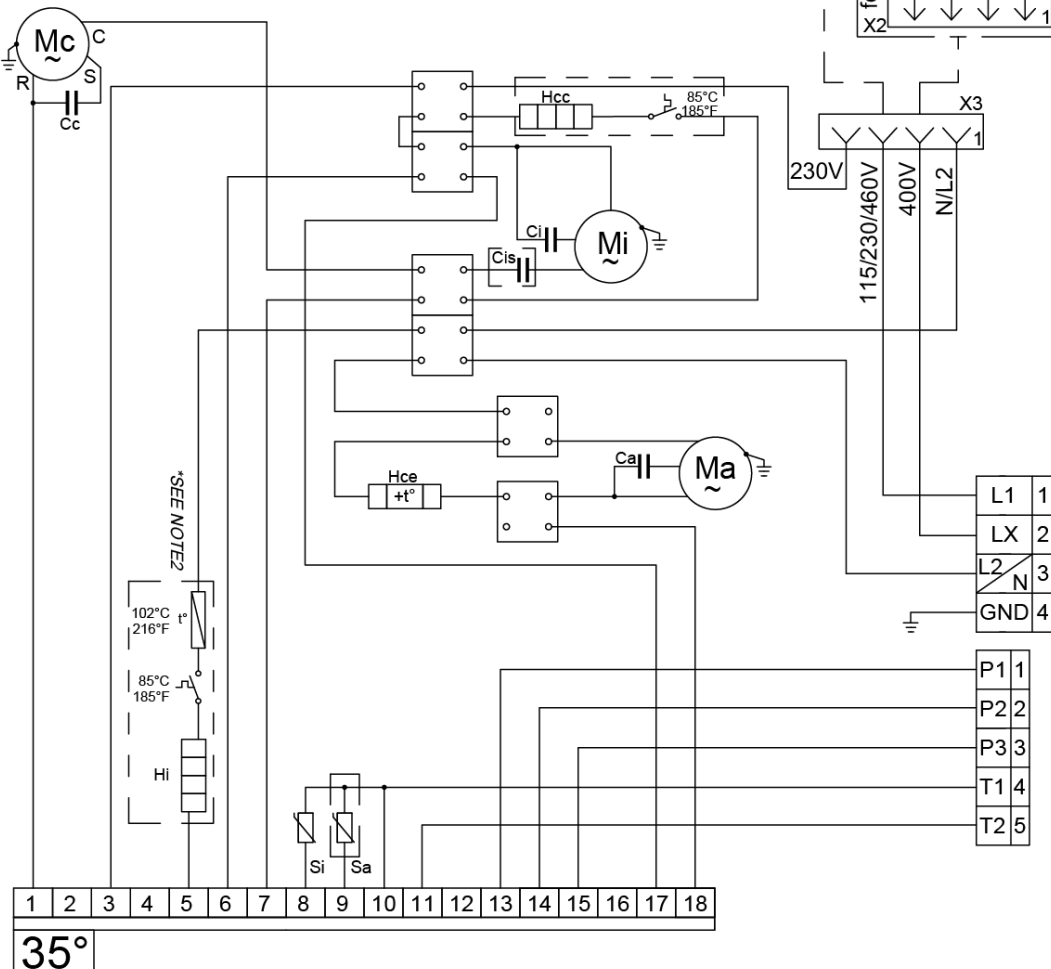 X2
1
Mc
~
C
R
S
Cc
Hcc
85°C
185°F
X3
1
230V
115/230/460V
400V
N/L2
Ci
Mi
~
Cis
*SEE NOTE2
Hce
+t°
Ca
Ma
~
L1 1
LX 2
L2/N 3
GND 4
102°C
216°F
t°
85°C
185°F
Hi
P1 1
P2 2
P3 3
T1 4
T2 5
Si
Sa
1 2 3 4 5 6 7 8 9 10 11 12 13 14 15 16 17 18
35°